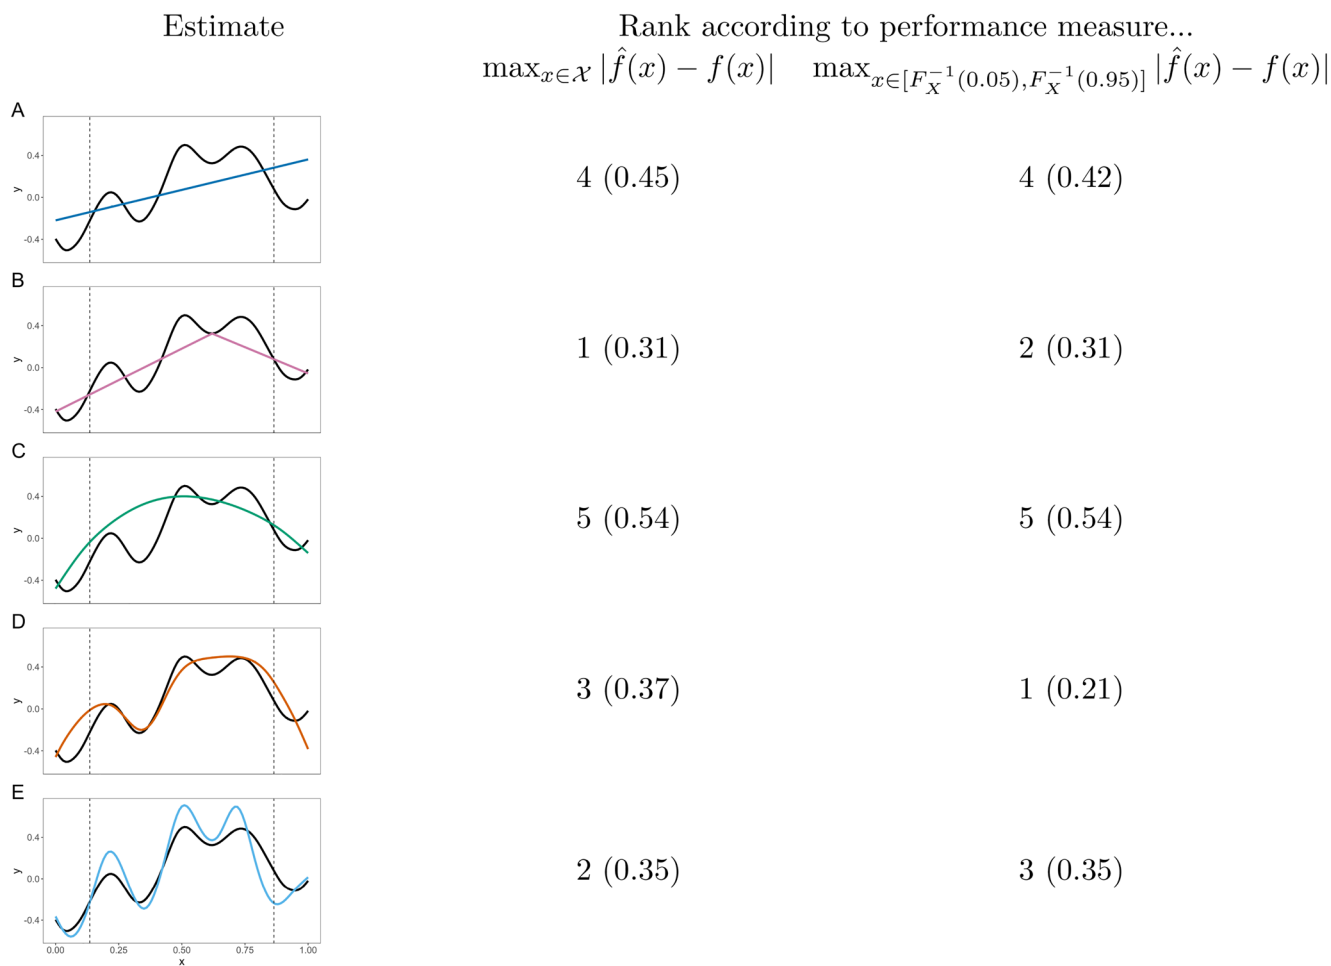 Estimate Rank according to performance measure...
max_{x∈𝒳} |f̂(x) − f(x)| max_{x∈[F_X^{−1}(0.05),F_X^{−1}(0.95)]} |f̂(x) − f(x)|
A
0.4
y
0.0
-0.4
4 (0.45) 4 (0.42)
B
0.4
y
0.0
-0.4
1 (0.31) 2 (0.31)
C
0.4
y
0.0
-0.4
5 (0.54) 5 (0.54)
D
0.4
y
0.0
-0.4
3 (0.37) 1 (0.21)
E
0.4
y
0.0
-0.4
2 (0.35) 3 (0.35)
0.00 0.25 0.50 0.75 1.00
x